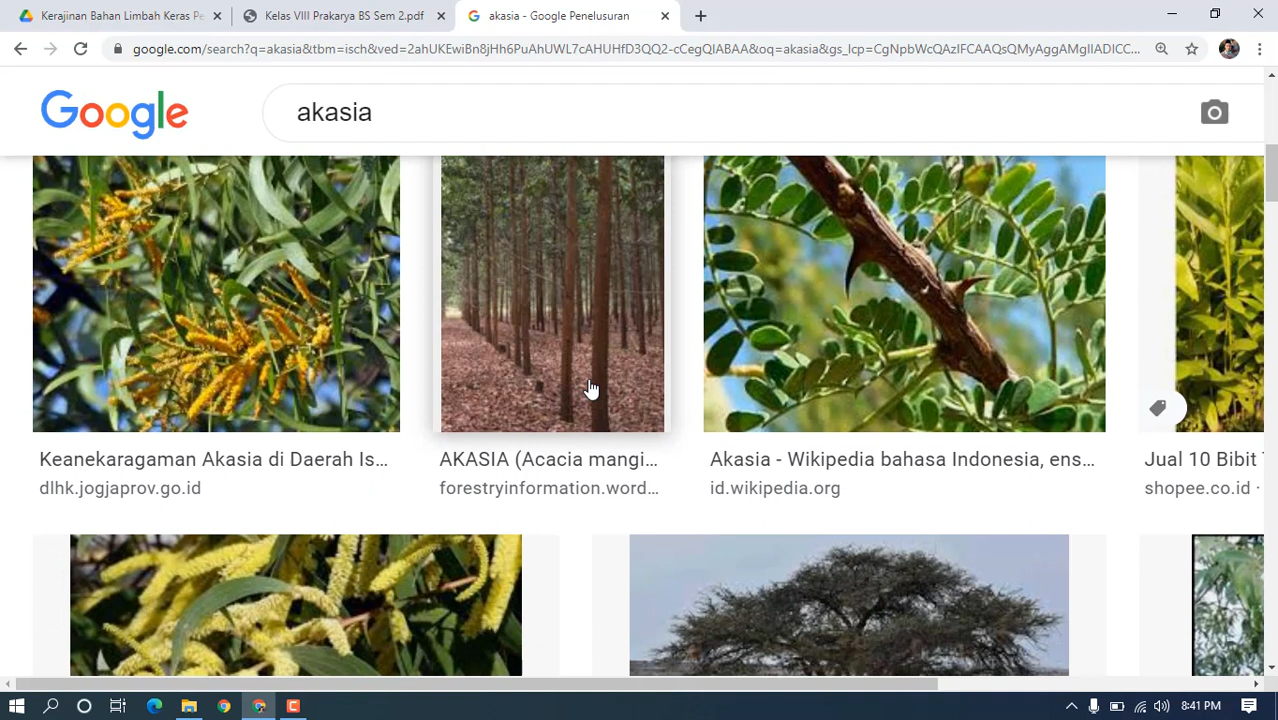 Kerajinan Bahan Limbah Keras Pe
Kelas VIII Prakarya BS Sem 2.pdf
akasia - Google Penelusuran
google.com/search?q=akasia&tbm=isch&ved=2ahUKEwiBn8jHh6PuAhUWL7cAHUHfD3QQ2-cCegQIABAA&oq=akasia&gs_lcp=CgNpbWcQAzIFCAAQsQMyAggAMgIIADICC...
Google
akasia
Keanekaragaman Akasia di Daerah Is...
dlhk.jogjaprov.go.id
AKASIA (Acacia mangi...
forestryinformation.word...
Akasia - Wikipedia bahasa Indonesia, ens...
id.wikipedia.org
Jual 10 Bibit
shopee.co.id ·
8:41 PM